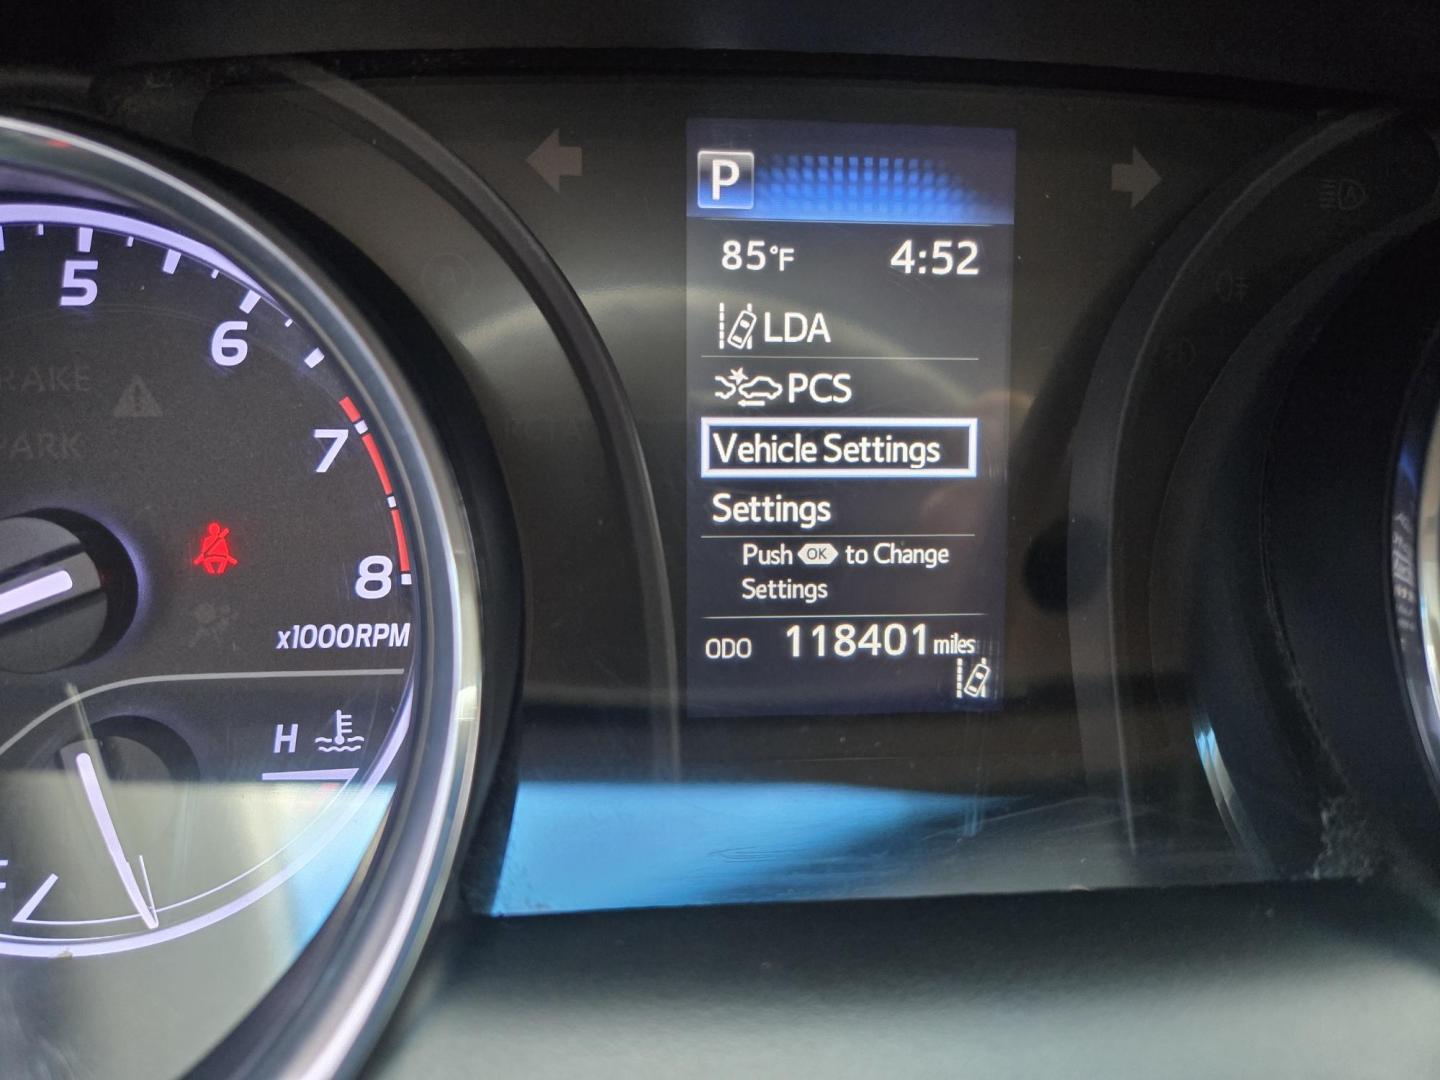 P
85°F 4:52
LDA
PCS
Vehicle Settings
Settings
Push OK to Change
Settings
ODO 118401 miles
5
6
7
8
x1000RPM
H